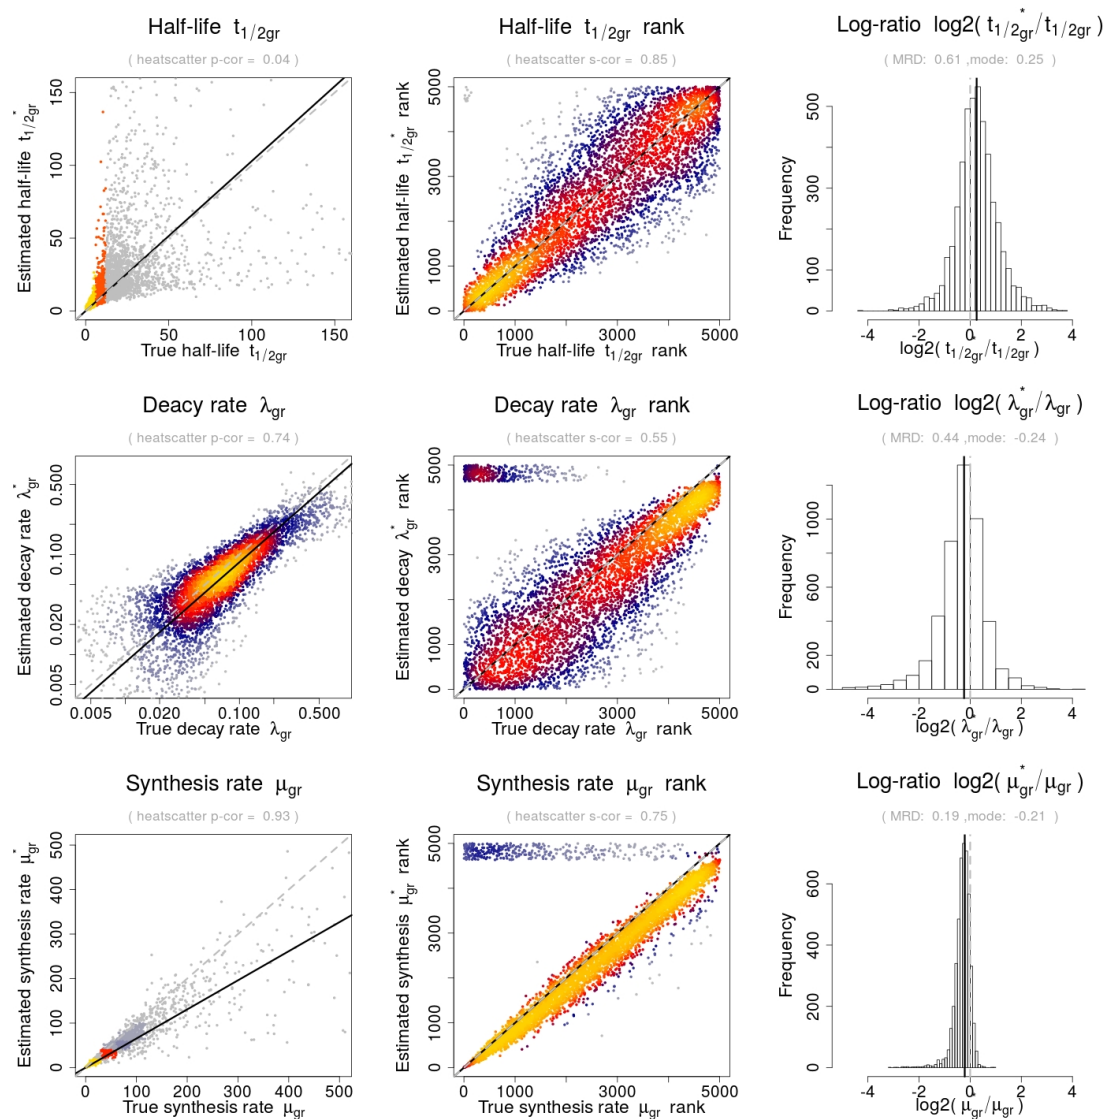 Half-life t1/2gr
( heatscatter p-cor = 0.04 )
Estimated half-life t*1/2gr
150
100
50
0
0 50 100 150
True half-life t1/2gr
Half-life t1/2gr rank
( heatscatter s-cor = 0.85 )
Estimated half-life t*1/2gr rank
5000
3000
1000
0
0 1000 3000 5000
True half-life t1/2gr rank
Log-ratio log2( t*1/2gr/t1/2gr )
( MRD: 0.61 ,mode: 0.25 )
Frequency
500
300
100
0
-4 -2 0 2 4
log2( t1/2gr/t1/2gr )
Deacy rate λgr
( heatscatter p-cor = 0.74 )
Estimated decay rate λ*gr
0.500
0.100
0.020
0.005
0.005 0.020 0.100 0.500
True decay rate λgr
Decay rate λgr rank
( heatscatter s-cor = 0.55 )
Estimated decay λ*gr rank
5000
3000
1000
0
0 1000 3000 5000
True decay rate λgr rank
Log-ratio log2( λ*gr/λgr )
( MRD: 0.44 ,mode: -0.24 )
Frequency
1000
600
200
0
-4 -2 0 2 4
log2( λgr/λgr )
Synthesis rate μgr
( heatscatter p-cor = 0.93 )
Estimated synthesis rate μ*gr
500
400
300
200
100
0
0 100 200 300 400 500
True synthesis rate μgr
Synthesis rate μgr rank
( heatscatter s-cor = 0.75 )
Estimated synthesis rate μ*gr rank
5000
3000
1000
0
0 1000 3000 5000
True synthesis rate μgr rank
Log-ratio log2( μ*gr/μgr )
( MRD: 0.19 ,mode: -0.21 )
Frequency
600
400
200
0
-4 -2 0 2 4
log2( μgr/μgr )